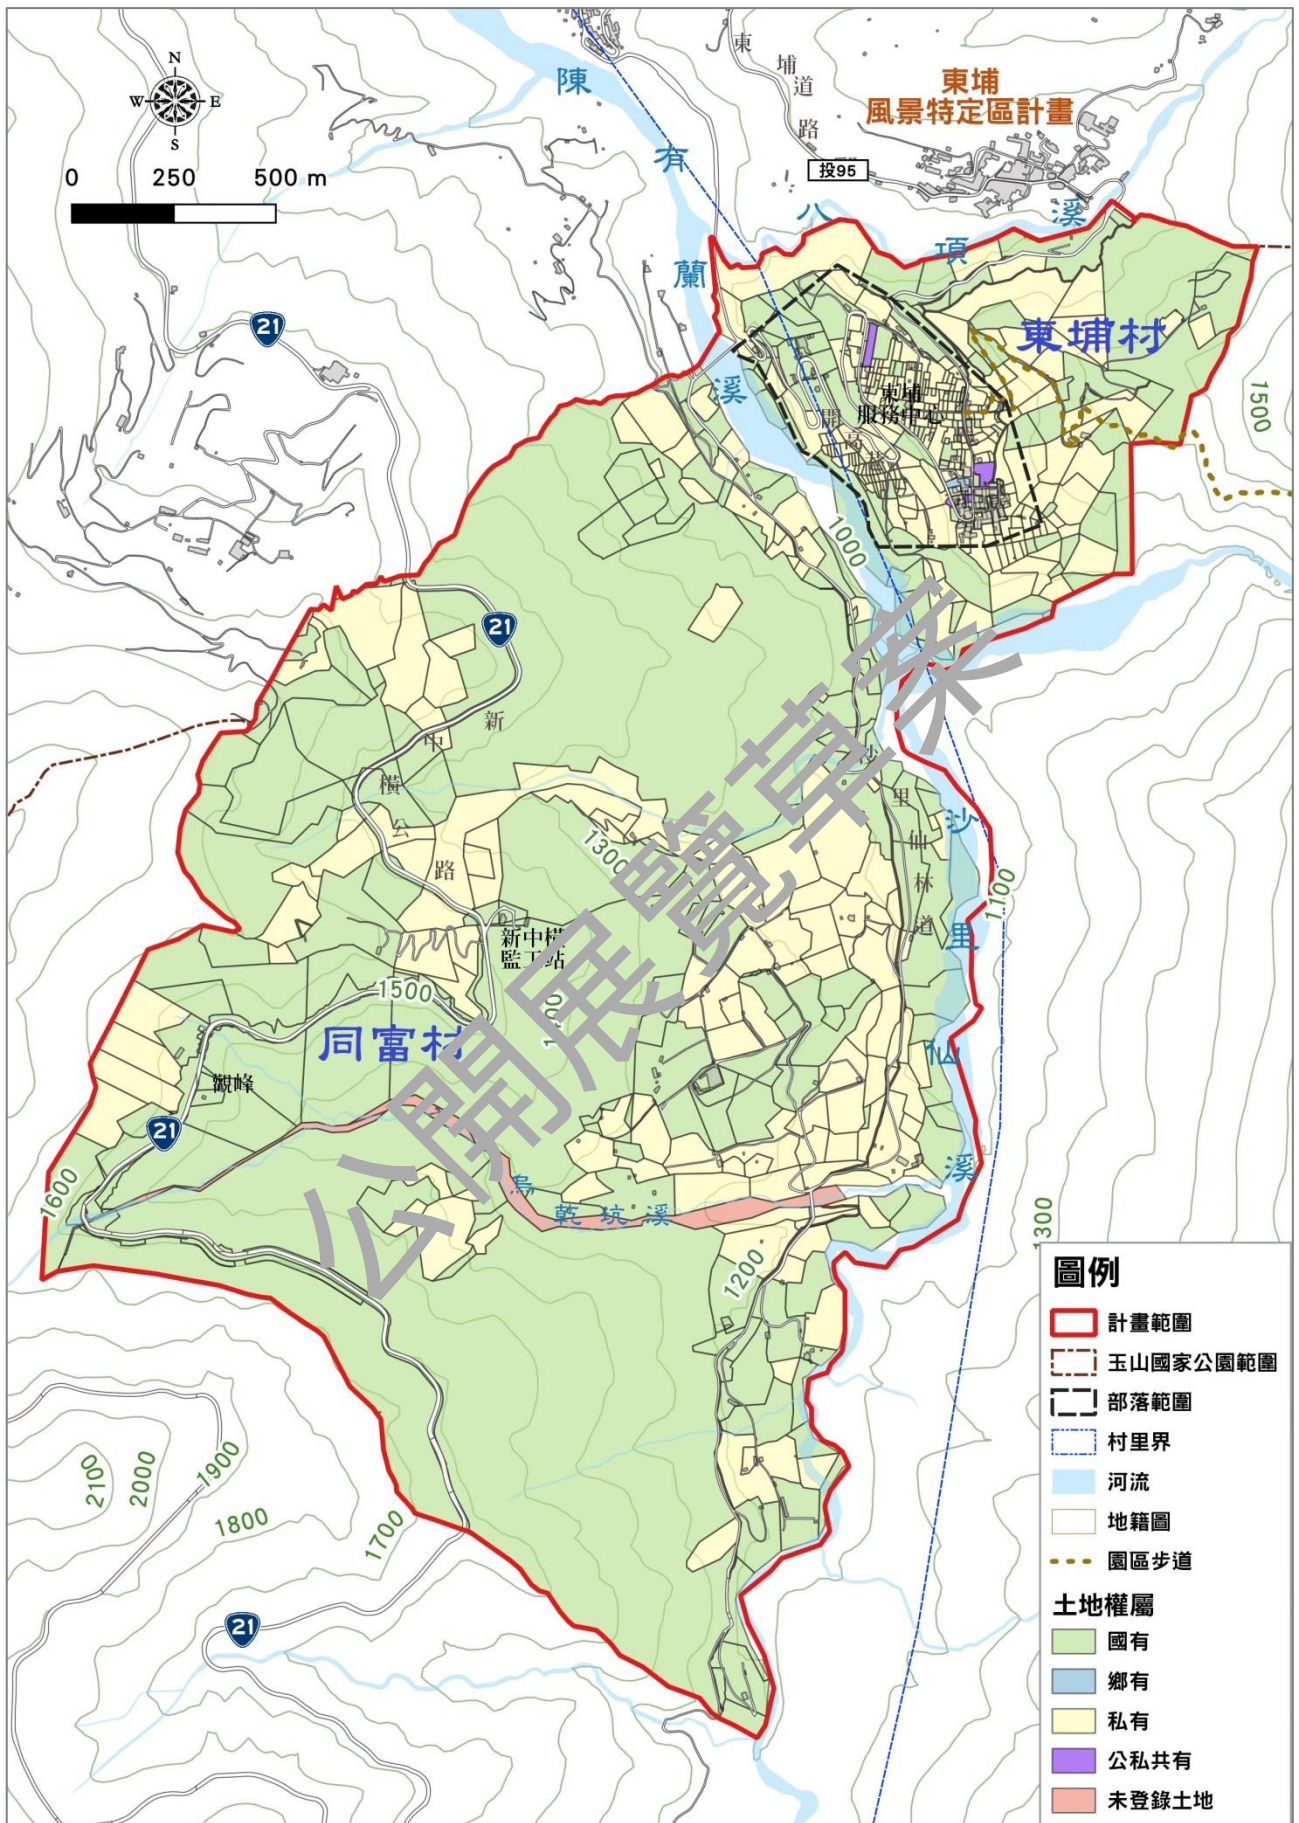 N
W
E
S
0 250 500 m
陳有蘭溪
東埔道路
東埔
風景特定區計畫
投95
八項溪
21
東埔村
東埔
服務中心
開高巷
1500
1000
21
新中橫公路
沙里仙林道
沙里仙溪
1300
1100
新中橫
監工站
1500
同富村
觀峰
21
1600
烏乾坑溪
1200
1300
公開展覽草案
2100
2000
1900
1800
1700
21
圖例
計畫範圍
玉山國家公園範圍
部落範圍
村里界
河流
地籍圖
園區步道
土地權屬
國有
鄉有
私有
公私共有
未登錄土地